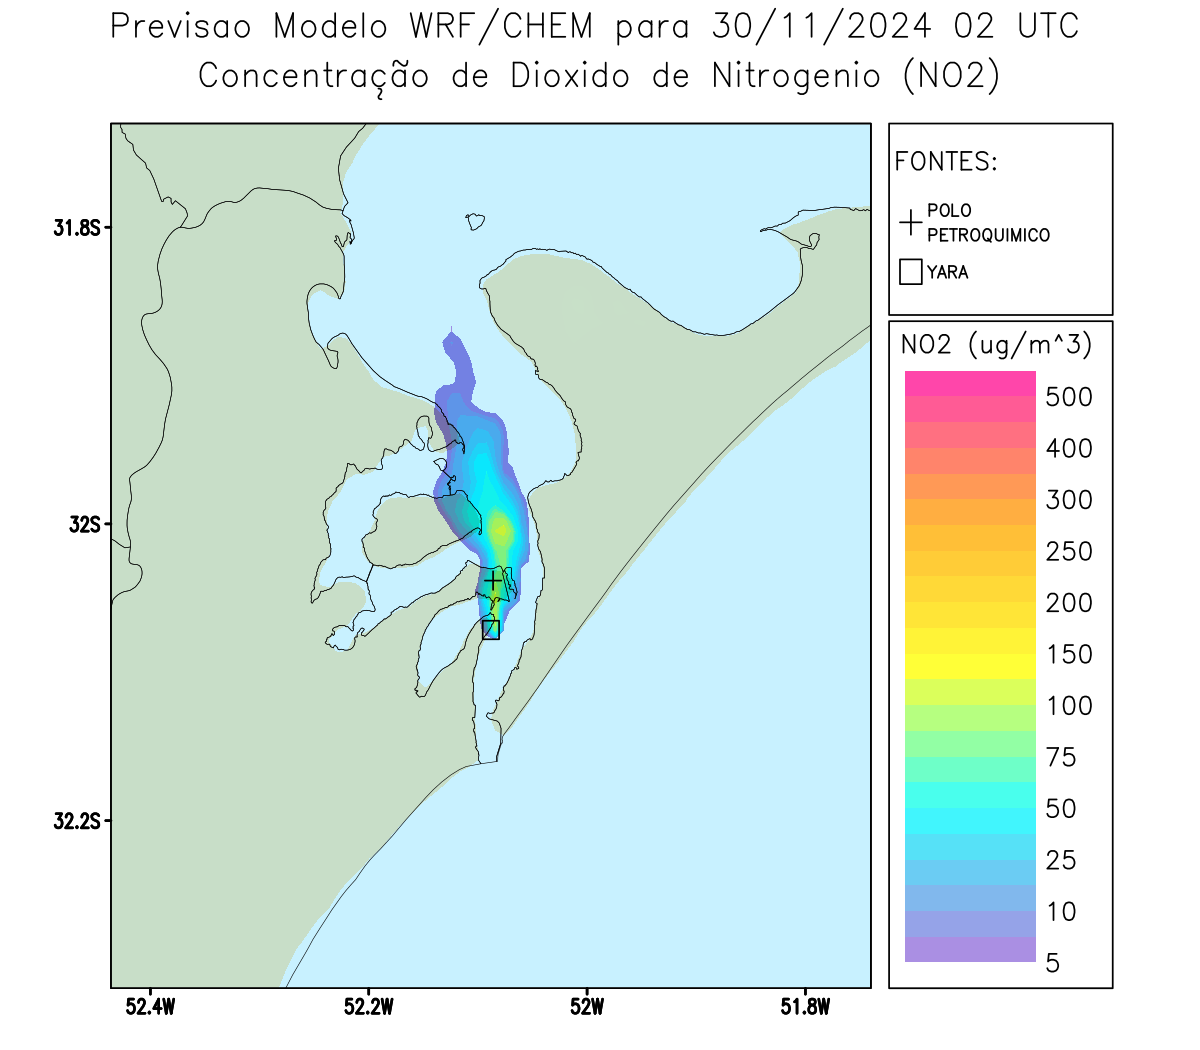 Previsao Modelo WRF/CHEM para 30/11/2024 02 UTC
Concentração de Dioxido de Nitrogenio (NO2)
FONTES:
POLO
PETROQUIMICO
YARA
NO2 (ug/m^3)
500
400
300
250
200
150
100
75
50
25
10
5
31.8S
32S
32.2S
52.4W
52.2W
52W
51.8W